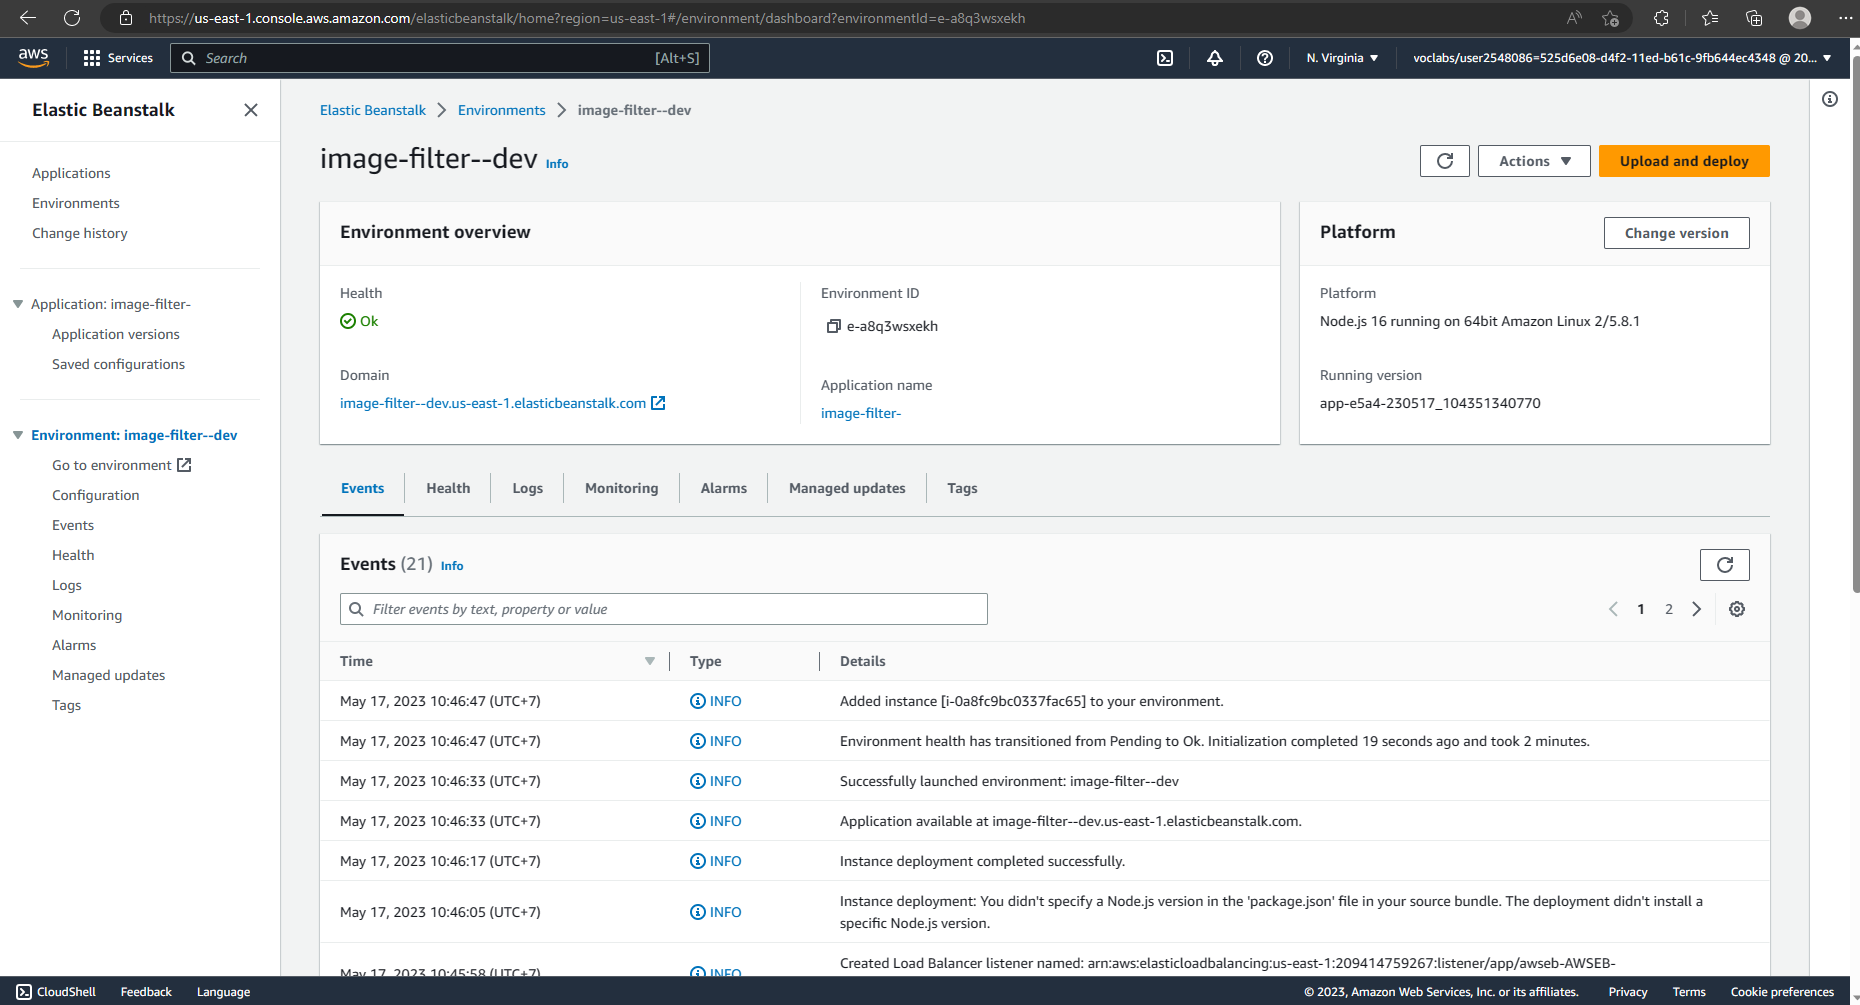 https://us-east-1.console.aws.amazon.com/elasticbeanstalk/home?region=us-east-1#/environment/dashboard?environmentId=e-a8q3wsxekh
aws
Services
Search [Alt+S]
N. Virginia
voclabs/user2548086=525d6e08-d4f2-11ed-b61c-9fb644ec4348 @ 20...
Elastic Beanstalk
Applications
Environments
Change history
Application: image-filter-
Application versions
Saved configurations
Environment: image-filter--dev
Go to environment
Configuration
Events
Health
Logs
Monitoring
Alarms
Managed updates
Tags
Elastic Beanstalk > Environments > image-filter--dev
image-filter--dev Info
Actions
Upload and deploy
Environment overview
Health
Ok
Domain
image-filter--dev.us-east-1.elasticbeanstalk.com
Environment ID
e-a8q3wsxekh
Application name
image-filter-
Platform
Change version
Platform
Node.js 16 running on 64bit Amazon Linux 2/5.8.1
Running version
app-e5a4-230517_104351340770
Events Health Logs Monitoring Alarms Managed updates Tags
Events (21) Info
Filter events by text, property or value
1 2
Time Type Details
May 17, 2023 10:46:47 (UTC+7) INFO Added instance [i-0a8fc9bc0337fac65] to your environment.
May 17, 2023 10:46:47 (UTC+7) INFO Environment health has transitioned from Pending to Ok. Initialization completed 19 seconds ago and took 2 minutes.
May 17, 2023 10:46:33 (UTC+7) INFO Successfully launched environment: image-filter--dev
May 17, 2023 10:46:33 (UTC+7) INFO Application available at image-filter--dev.us-east-1.elasticbeanstalk.com.
May 17, 2023 10:46:17 (UTC+7) INFO Instance deployment completed successfully.
May 17, 2023 10:46:05 (UTC+7) INFO Instance deployment: You didn't specify a Node.js version in the 'package.json' file in your source bundle. The deployment didn't install a
specific Node.js version.
May 17, 2023 10:45:58 (UTC+7) INFO Created Load Balancer listener named: arn:aws:elasticloadbalancing:us-east-1:209414759267:listener/app/awseb-AWSEB-
CloudShell Feedback Language
© 2023, Amazon Web Services, Inc. or its affiliates. Privacy Terms Cookie preferences